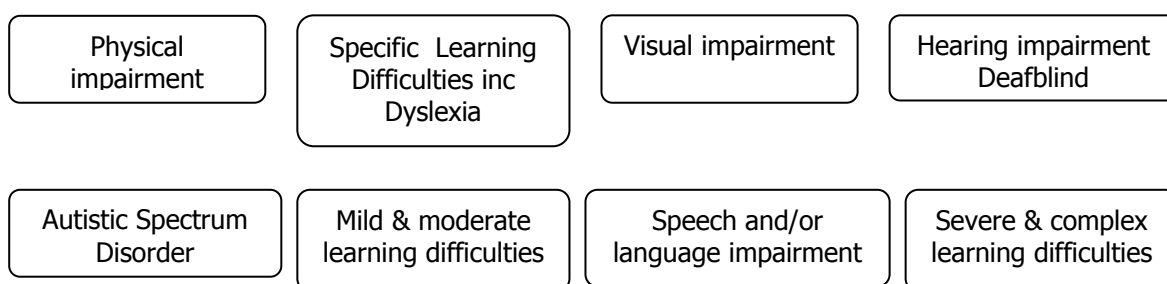 Physical
impairment
Specific Learning
Difficulties inc
Dyslexia
Visual impairment
Hearing impairment
Deafblind
Autistic Spectrum
Disorder
Mild & moderate
learning difficulties
Speech and/or
language impairment
Severe & complex
learning difficulties